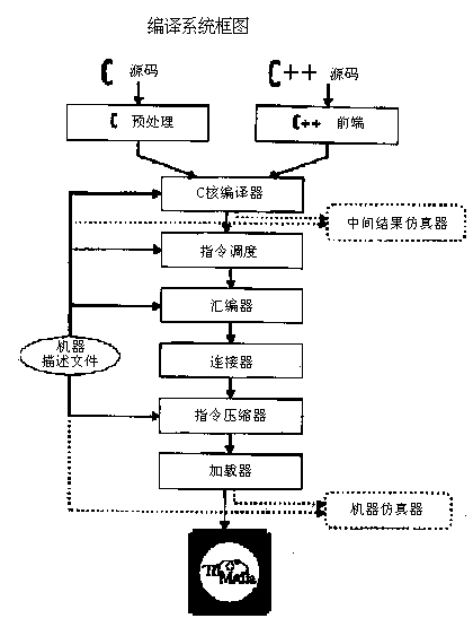 编译系统框图
C 源码
C++ 源码
C 预处理
C++ 前端
C核编译器
中间结果仿真器
指令调度
汇编器
机器
描述文件
连接器
指令压缩器
加载器
机器仿真器
TriMedia